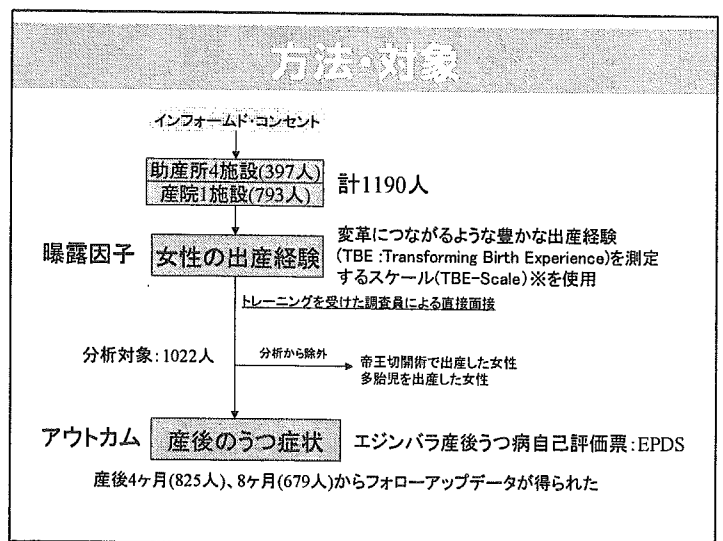 方法・対象
インフォームド・コンセント
助産所4施設(397人)
産院1施設(793人)
計1190人
曝露因子
女性の出産経験
変革につながるような豊かな出産経験
(TBE :Transforming Birth Experience)を測定
するスケール(TBE-Scale)※を使用
トレーニングを受けた調査員による直接面接
分析対象:1022人
分析から除外
帝王切開術で出産した女性
多胎児を出産した女性
アウトカム
産後のうつ症状
エジンバラ産後うつ病自己評価票:EPDS
産後4ヶ月(825人)、8ヶ月(679人)からフォローアップデータが得られた